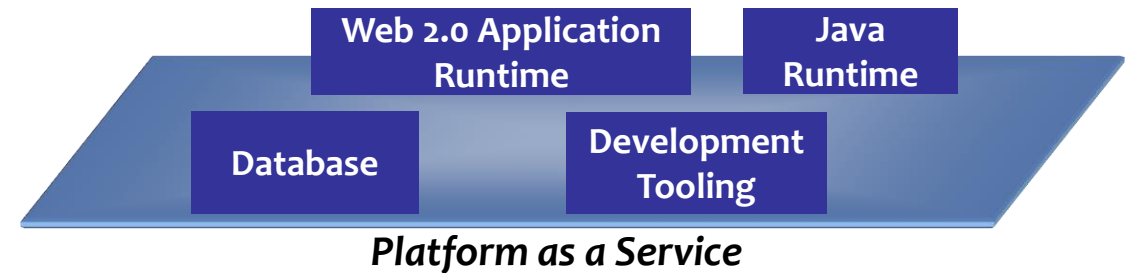 Web 2.0 Application
Runtime
Java
Runtime
Database
Development
Tooling
Platform as a Service